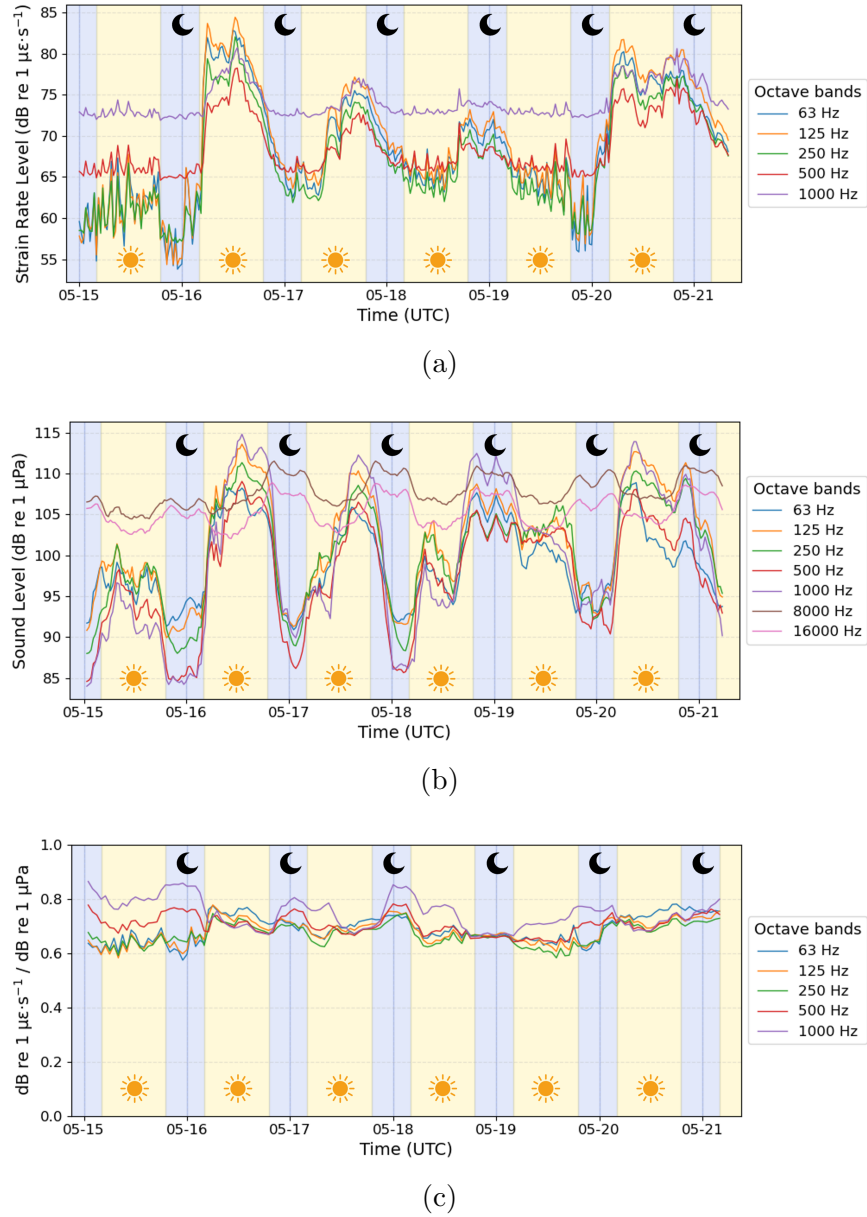 85
80
75
70
65
60
55
Strain Rate Level (dB re 1 με·s⁻¹)
05-15 05-16 05-17 05-18 05-19 05-20 05-21
Time (UTC)
Octave bands
63 Hz
125 Hz
250 Hz
500 Hz
1000 Hz
(a)
115
110
105
100
95
90
85
Sound Level (dB re 1 μPa)
05-15 05-16 05-17 05-18 05-19 05-20 05-21
Time (UTC)
Octave bands
63 Hz
125 Hz
250 Hz
500 Hz
1000 Hz
8000 Hz
16000 Hz
(b)
1.0
0.8
0.6
0.4
0.2
0.0
dB re 1 με·s⁻¹ / dB re 1 μPa
05-15 05-16 05-17 05-18 05-19 05-20 05-21
Time (UTC)
Octave bands
63 Hz
125 Hz
250 Hz
500 Hz
1000 Hz
(c)